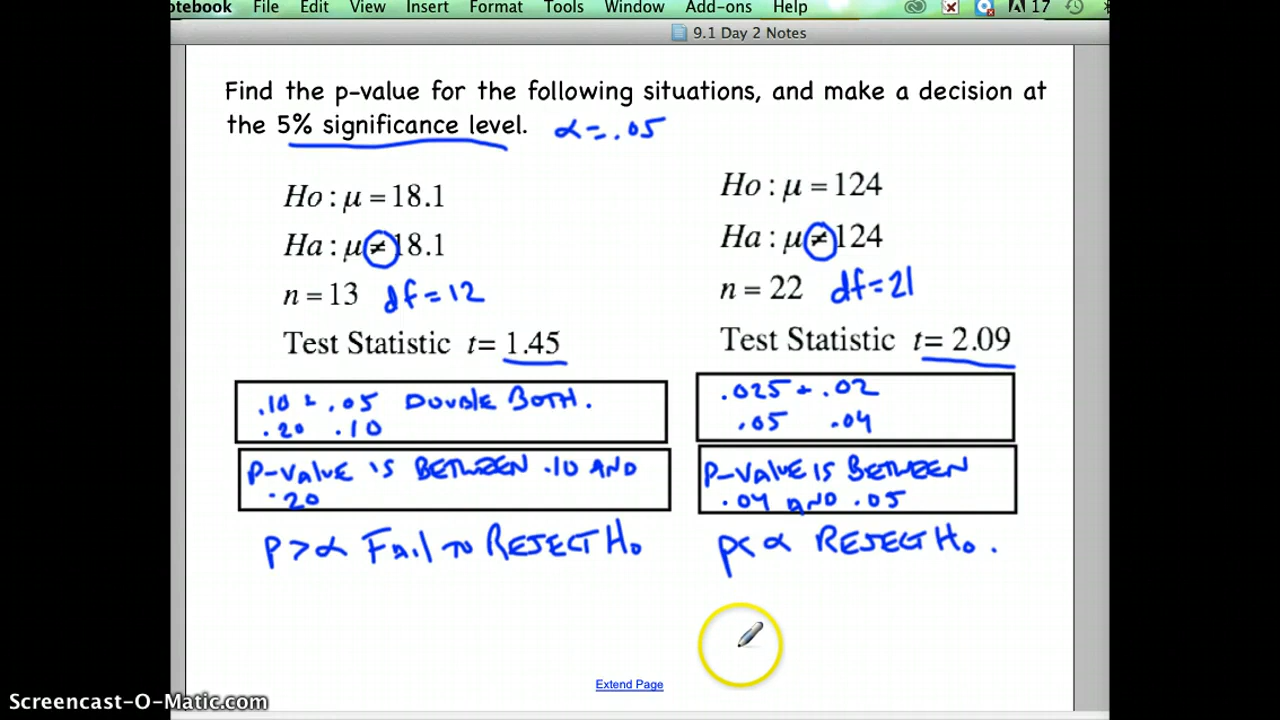 otebook File Edit View Insert Format Tools Window Add-ons Help 17
9.1 Day 2 Notes
Find the p-value for the following situations, and make a decision at
the 5% significance level. α = .05
Ho : μ = 18.1
Ha : μ ≠ 18.1
n = 13 df = 12
Test Statistic t= 1.45
.10 + .05 DOUBLE BOTH.
.20 .10
P-VALUE IS BETWEEN .10 AND
.20
P > α FAIL TO REJECT Ho
Ho : μ = 124
Ha : μ ≠ 124
n = 22 df = 21
Test Statistic t= 2.09
.025 + .02
.05 .04
P-VALUE IS BETWEEN
.04 AND .05
P < α REJECT Ho.
Extend Page
Screencast-O-Matic.com